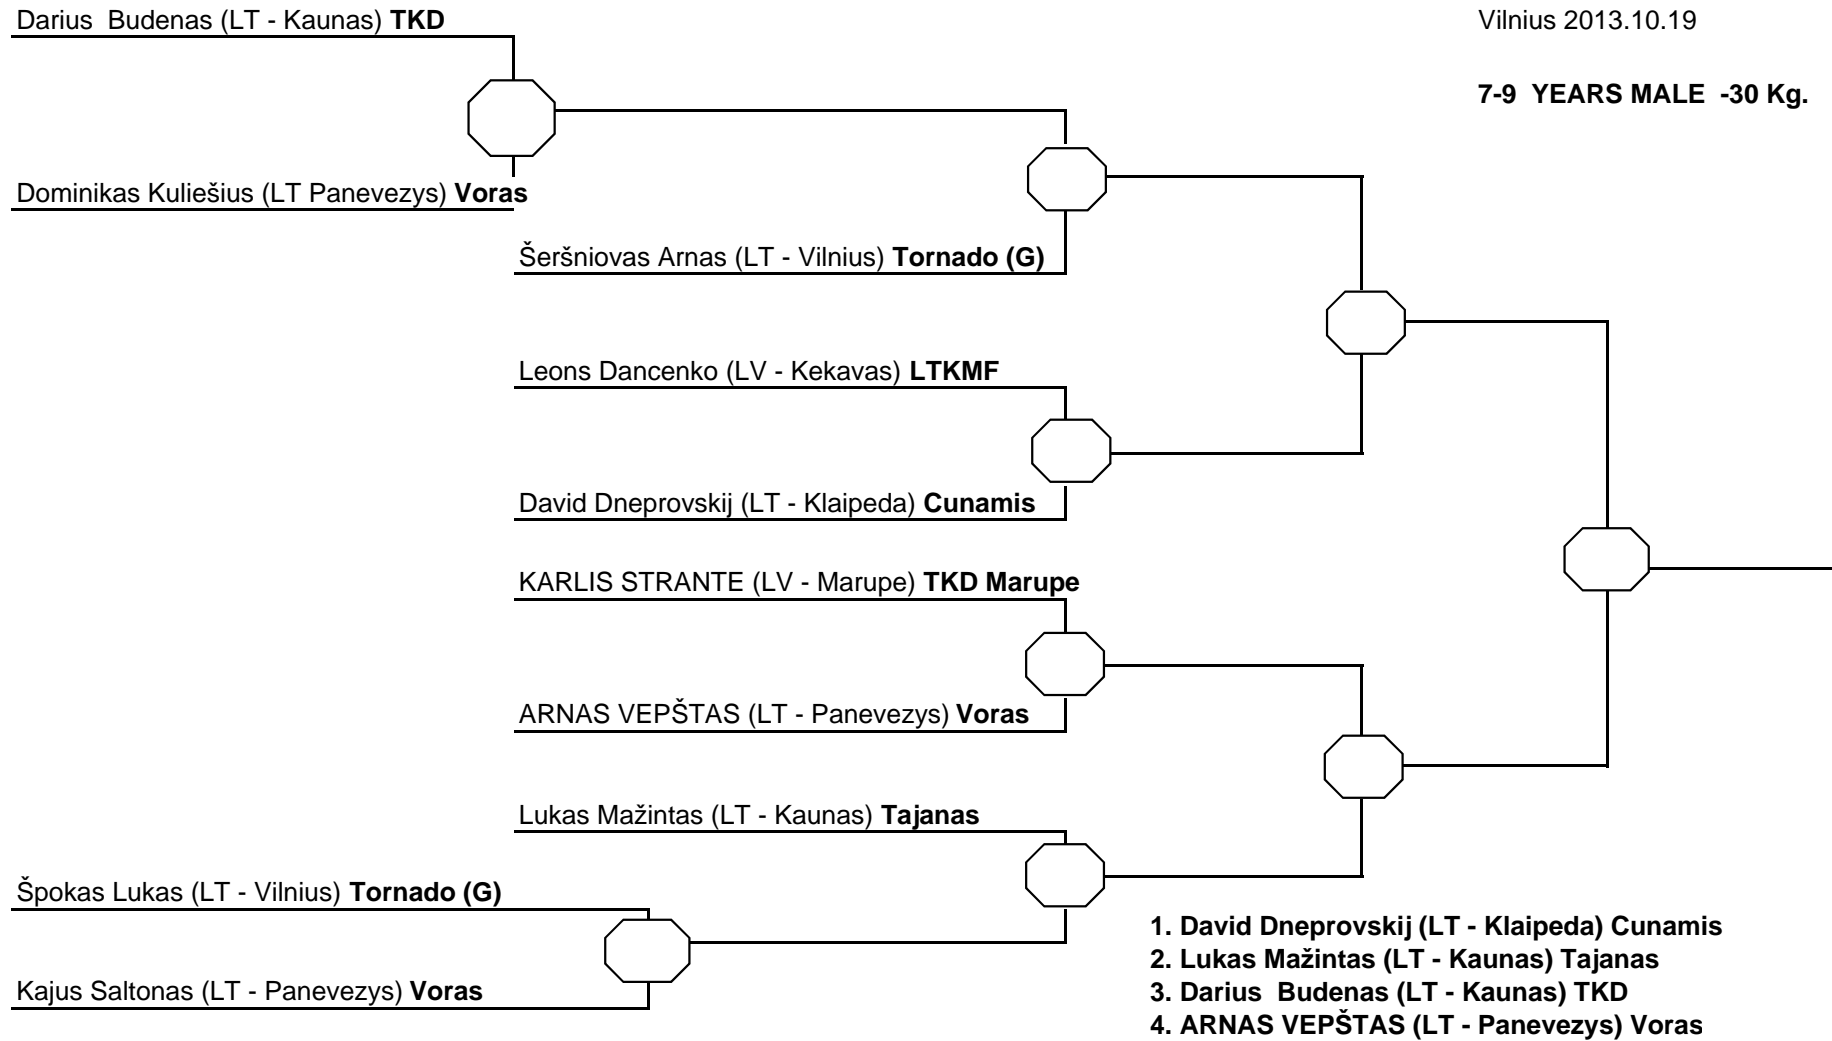 Darius  Budenas (LT - Kaunas) TKD
Vilnius 2013.10.19
7-9  YEARS MALE  -30 Kg.
Dominikas Kuliešius (LT Panevezys) Voras
Šeršniovas Arnas (LT - Vilnius) Tornado (G)
Leons Dancenko (LV - Kekavas) LTKMF
David Dneprovskij (LT - Klaipeda) Cunamis
KARLIS STRANTE (LV - Marupe) TKD Marupe
ARNAS VEPŠTAS (LT - Panevezys) Voras
Lukas Mažintas (LT - Kaunas) Tajanas
Špokas Lukas (LT - Vilnius) Tornado (G)
Kajus Saltonas (LT - Panevezys) Voras
1. David Dneprovskij (LT - Klaipeda) Cunamis
2. Lukas Mažintas (LT - Kaunas) Tajanas
3. Darius  Budenas (LT - Kaunas) TKD
4. ARNAS VEPŠTAS (LT - Panevezys) Voras